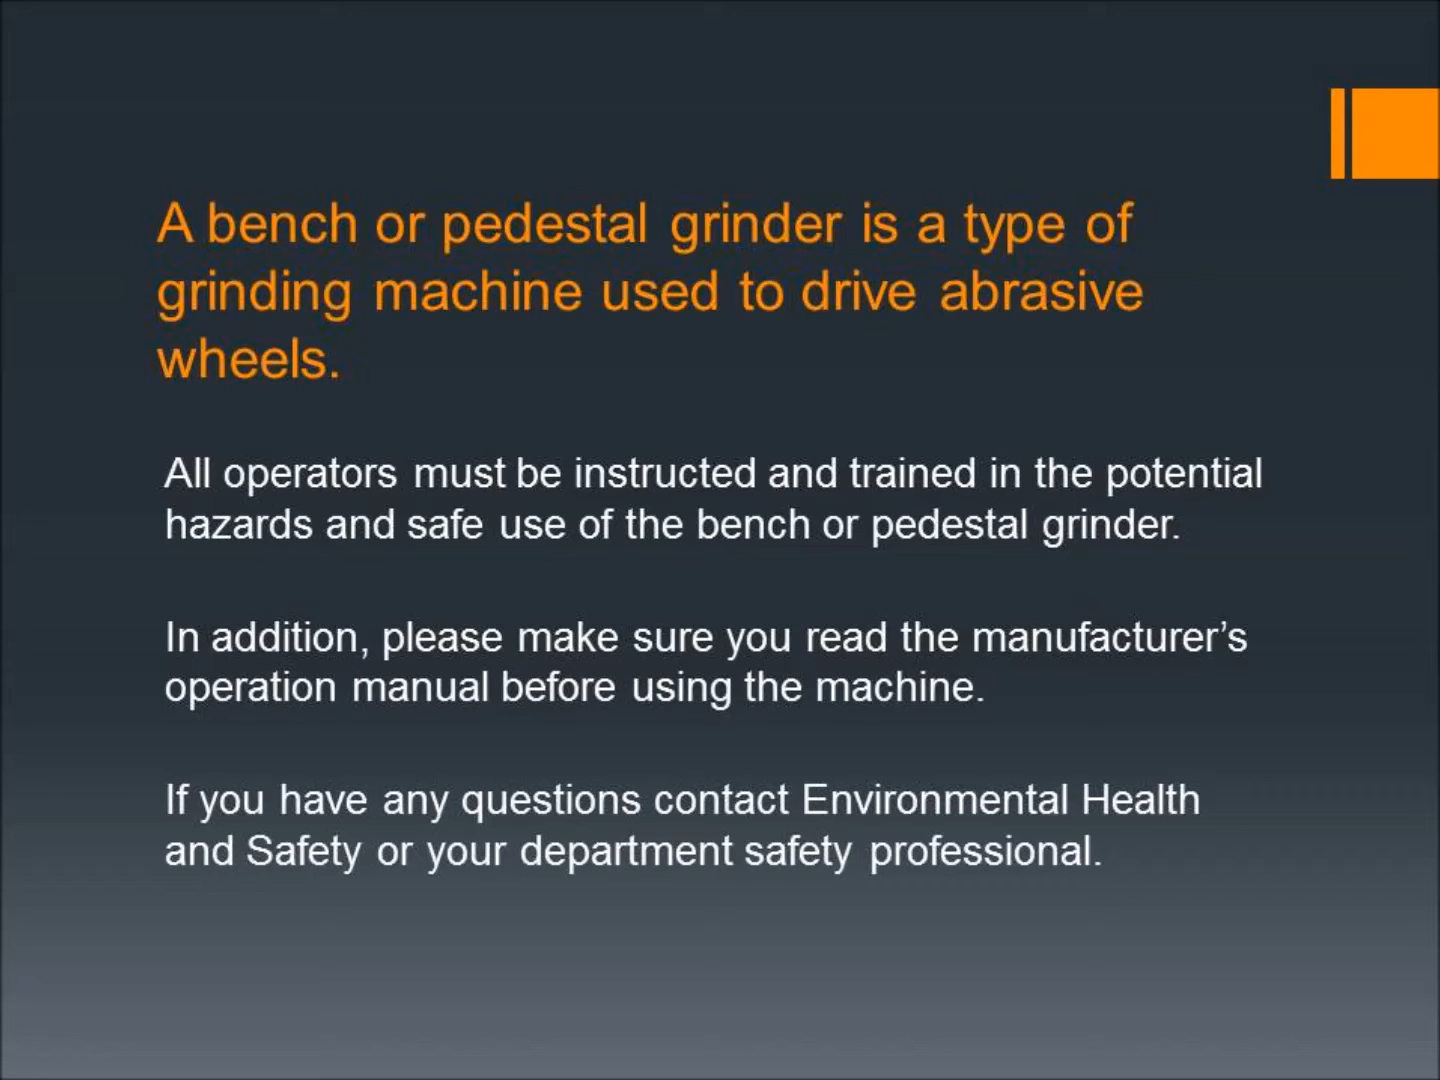 A bench or pedestal grinder is a type of
grinding machine used to drive abrasive
wheels.
All operators must be instructed and trained in the potential
hazards and safe use of the bench or pedestal grinder.
In addition, please make sure you read the manufacturer’s
operation manual before using the machine.
If you have any questions contact Environmental Health
and Safety or your department safety professional.